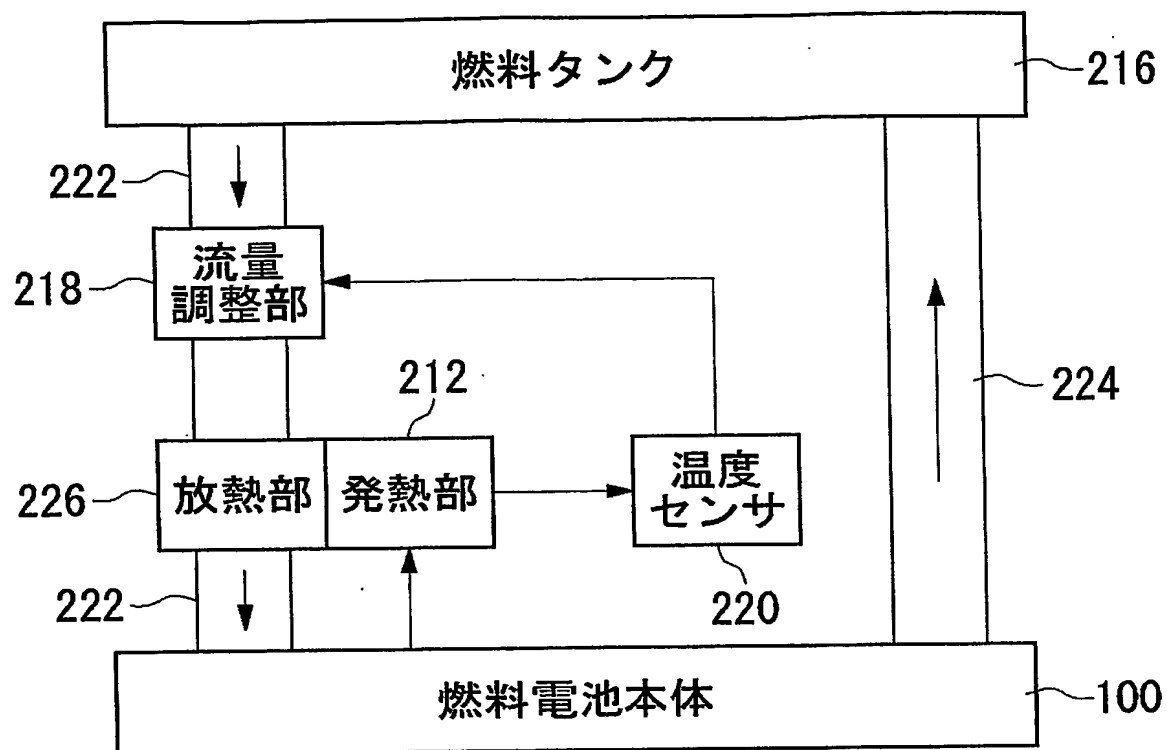 燃料タンク
216
222
流量
調整部
218
212
224
放熱部
発熱部
226
温度
センサ
222
220
燃料電池本体
100